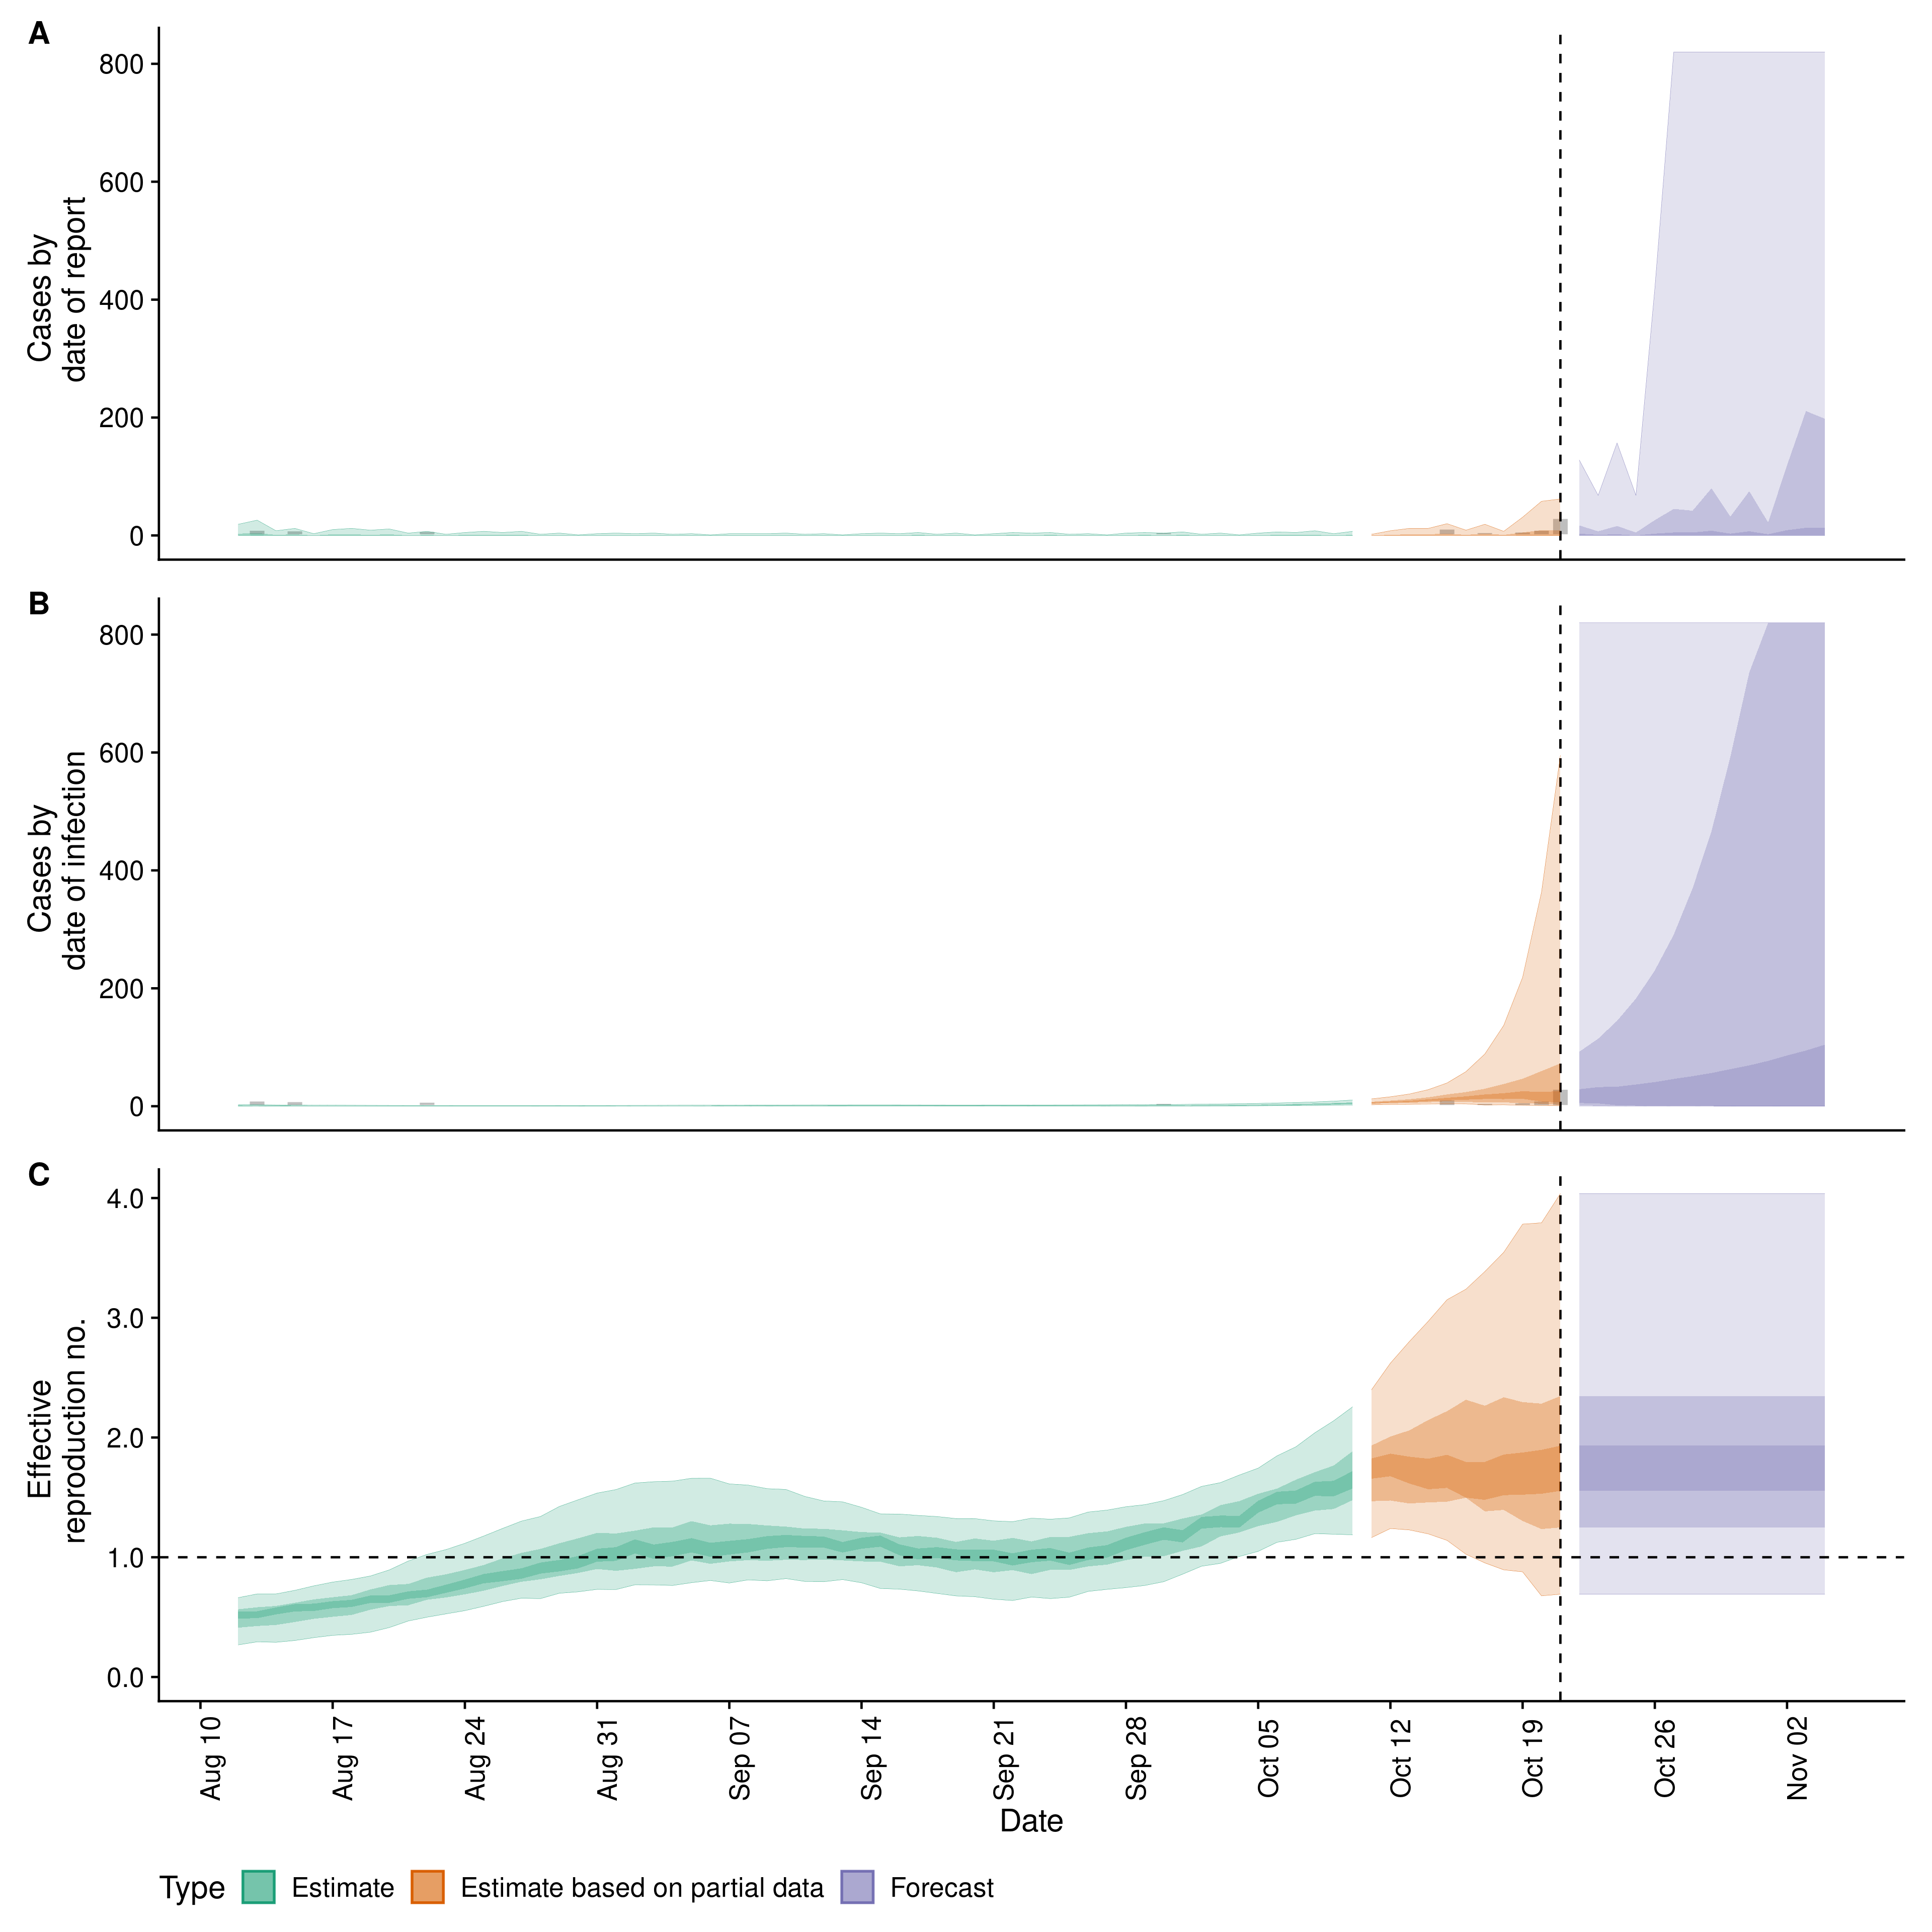 A
800
600
400
200
0
Cases by
date of report
B
800
600
400
200
0
Cases by
date of infection
C
4.0
3.0
2.0
1.0
0.0
Effective
reproduction no.
Aug 10
Aug 17
Aug 24
Aug 31
Sep 07
Sep 14
Sep 21
Sep 28
Oct 05
Oct 12
Oct 19
Oct 26
Nov 02
Date
Type Estimate Estimate based on partial data Forecast